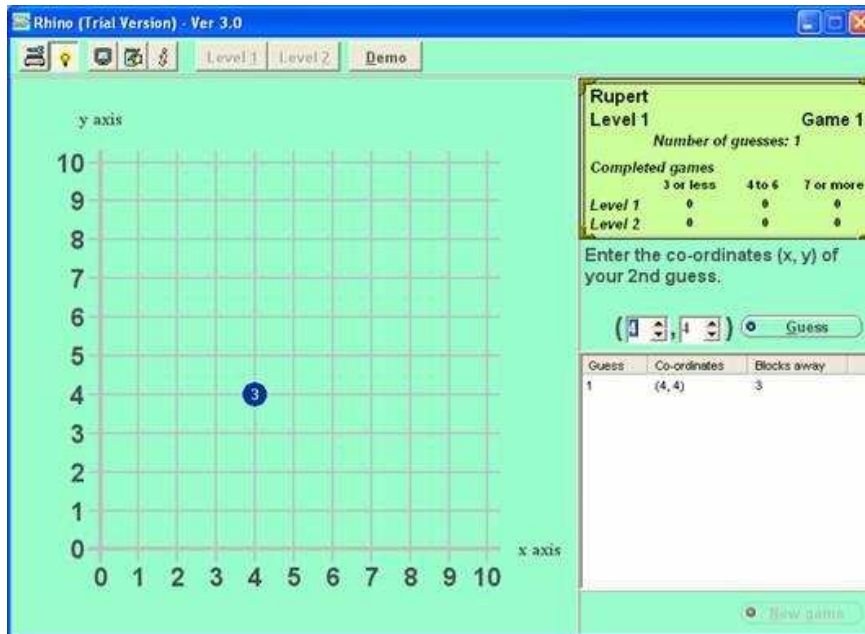 Rhino (Trial Version) - Ver 3.0
Level 1 Level 2 Demo
y axis
10
9
8
7
6
5
4
3
2
1
0
3
0 1 2 3 4 5 6 7 8 9 10
x axis
Rupert
Level 1 Game 1
Number of guesses: 1
Completed games
3 or less 4 to 6 7 or more
Level 1 0 0 0
Level 2 0 0 0
Enter the co-ordinates (x, y) of
your 2nd guess.
(4, 4) Guess
Guess Co-ordinates Blocks away
1 (4, 4) 3
New game